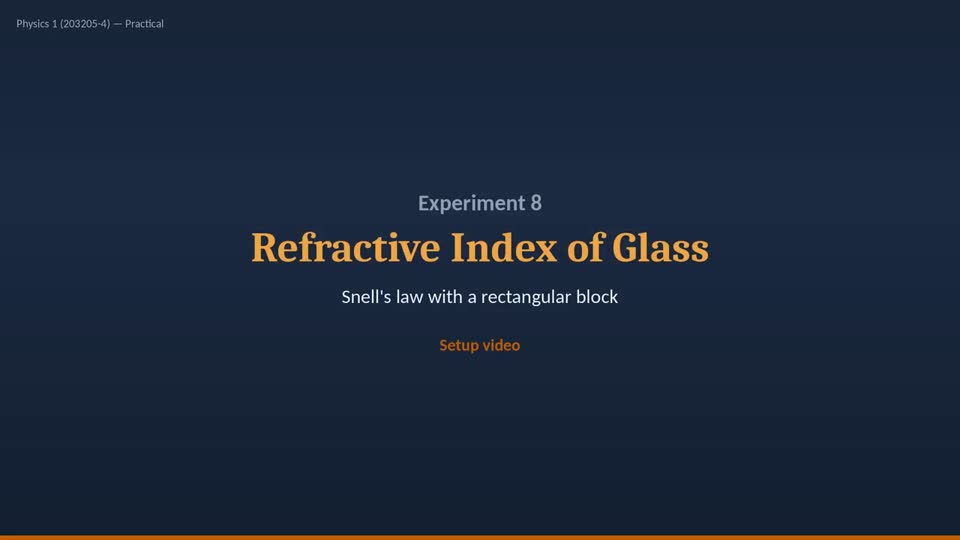 Physics 1 (203205-4) — Practical
Experiment 8
Refractive Index of Glass
Snell's law with a rectangular block
Setup video